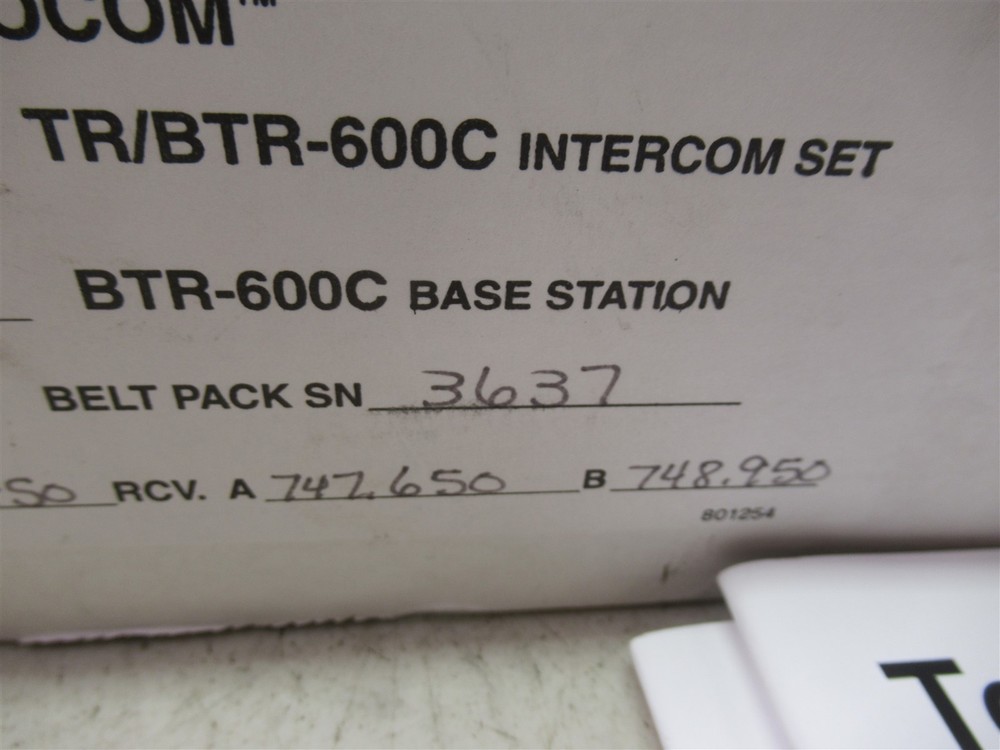 TR/BTR-600C INTERCOM SET
BTR-600C BASE STATION
BELT PACK SN 3637
50 RCV. A 747.650 B 748.950
801254